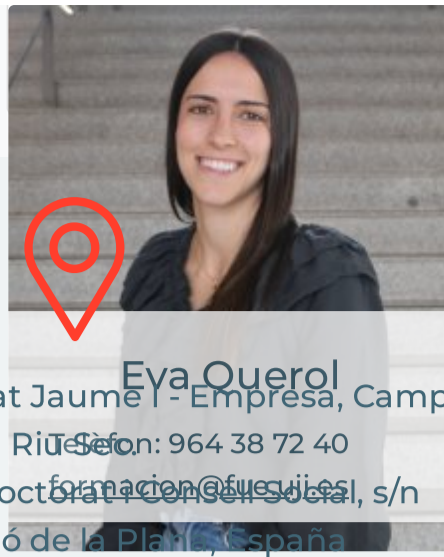 Eva Querol
at Jaume I - Empresa, Camp
Riu Sec.
Telèfon: 964 38 72 40
formacion@fue.uji.es
octorat i Consell Social, s/n
ó de la Plana, España